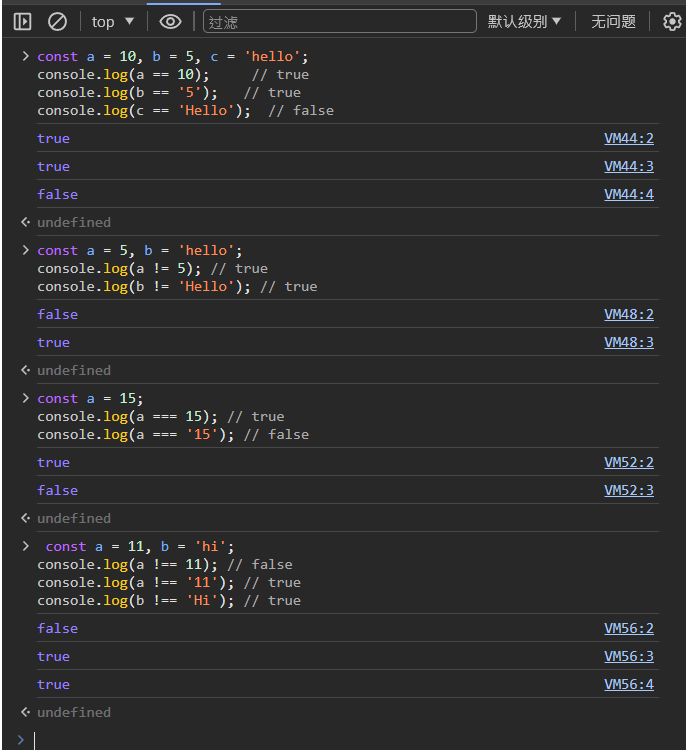 top ▼ 过滤 默认级别 ▼ 无问题
> const a = 10, b = 5, c = 'hello';
console.log(a == 10);     // true
console.log(b == '5');   // true
console.log(c == 'Hello');  // false
true VM44:2
true VM44:3
false VM44:4
undefined
> const a = 5, b = 'hello';
console.log(a != 5); // true
console.log(b != 'Hello'); // true
false VM48:2
true VM48:3
undefined
> const a = 15;
console.log(a === 15); // true
console.log(a === '15'); // false
true VM52:2
false VM52:3
undefined
>  const a = 11, b = 'hi';
console.log(a !== 11); // false
console.log(a !== '11'); // true
console.log(b !== 'Hi'); // true
false VM56:2
true VM56:3
true VM56:4
undefined
>